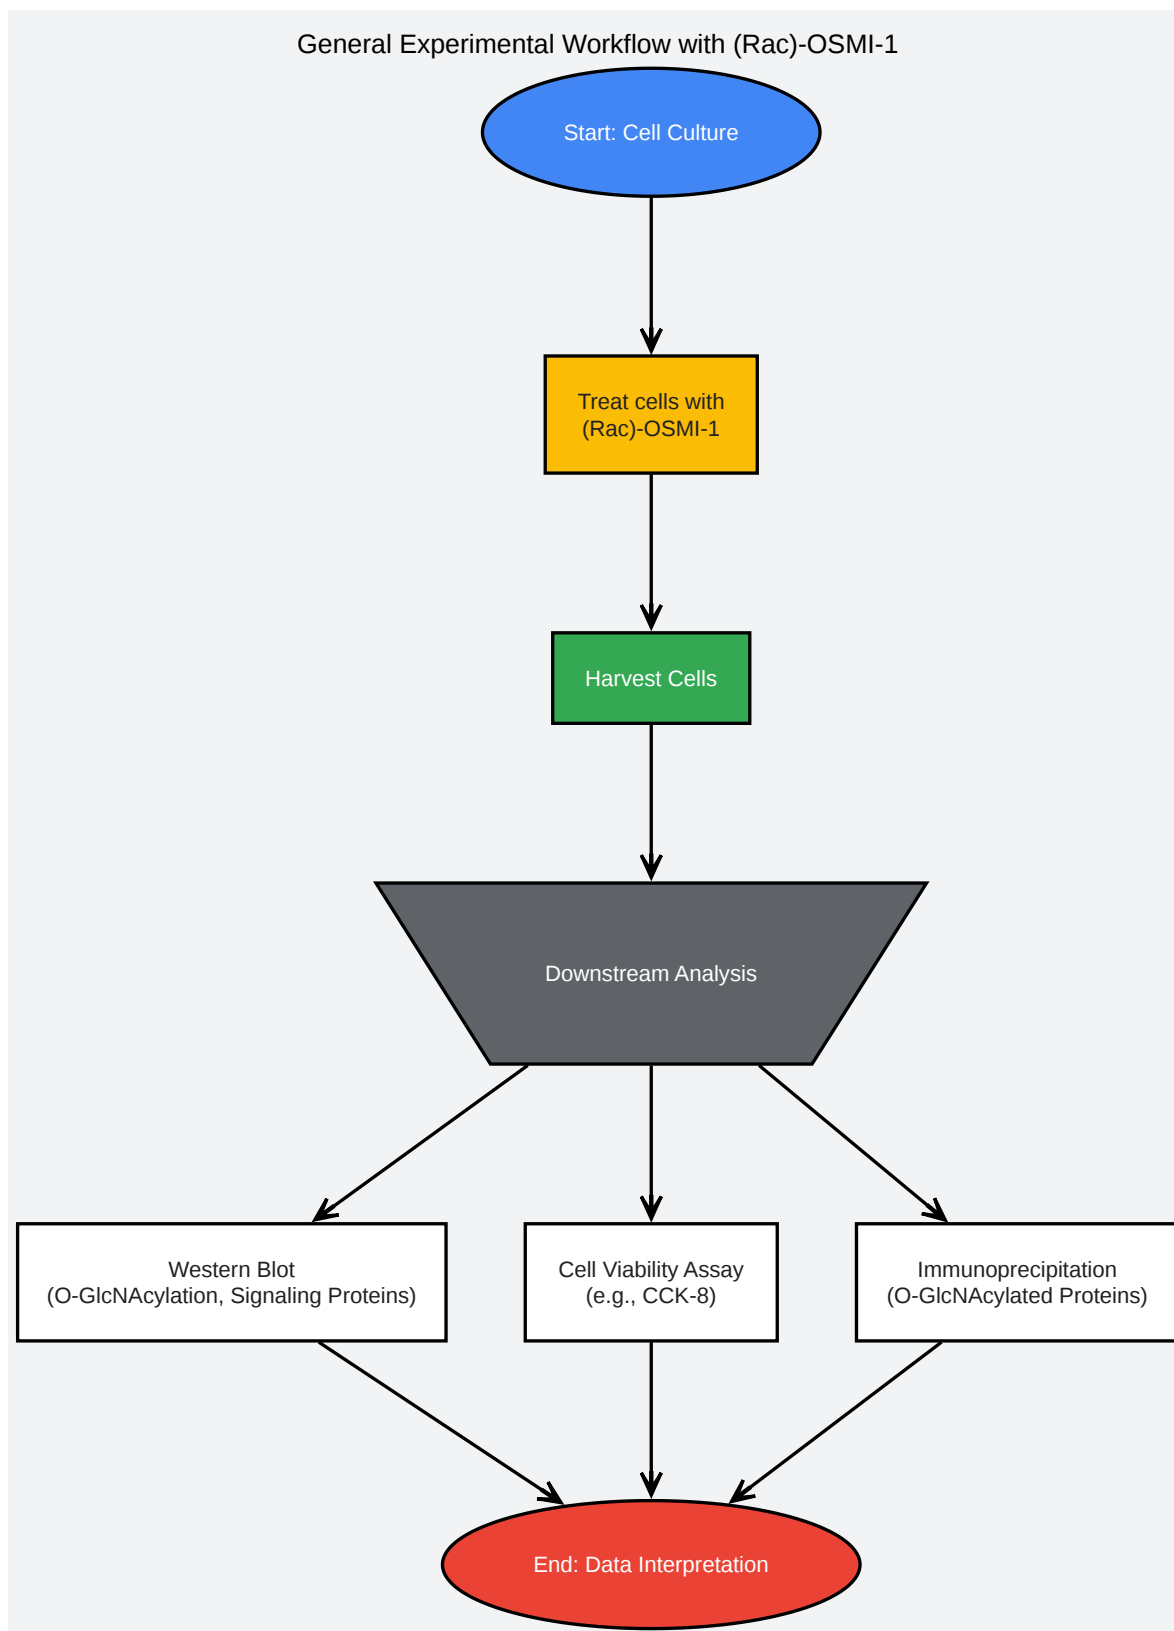 General Experimental Workflow with (Rac)-OSMI-1
Start: Cell Culture
Treat cells with
(Rac)-OSMI-1
Harvest Cells
Downstream Analysis
Western Blot
(O-GlcNAcylation, Signaling Proteins)
Cell Viability Assay
(e.g., CCK-8)
Immunoprecipitation
(O-GlcNAcylated Proteins)
End: Data Interpretation